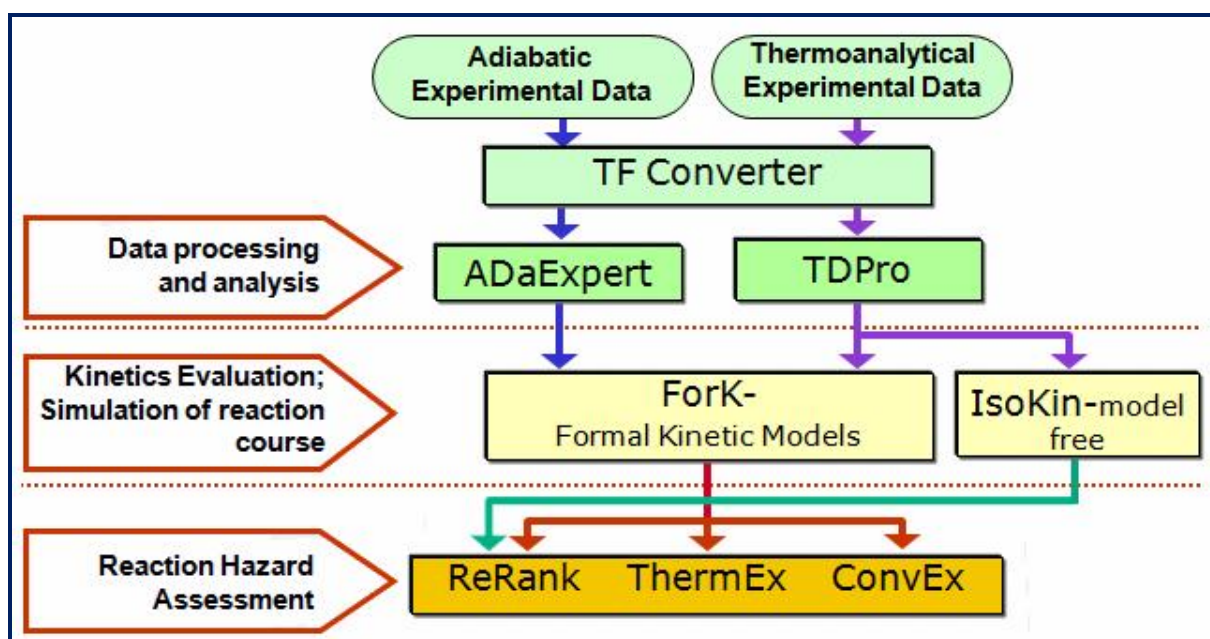 Adiabatic
Experimental Data
Thermoanalytical
Experimental Data
TF Converter
Data processing
and analysis
ADaExpert
TDPro
Kinetics Evaluation;
Simulation of reaction
course
ForK-
Formal Kinetic Models
IsoKin-model
free
Reaction Hazard
Assessment
ReRank ThermEx ConvEx